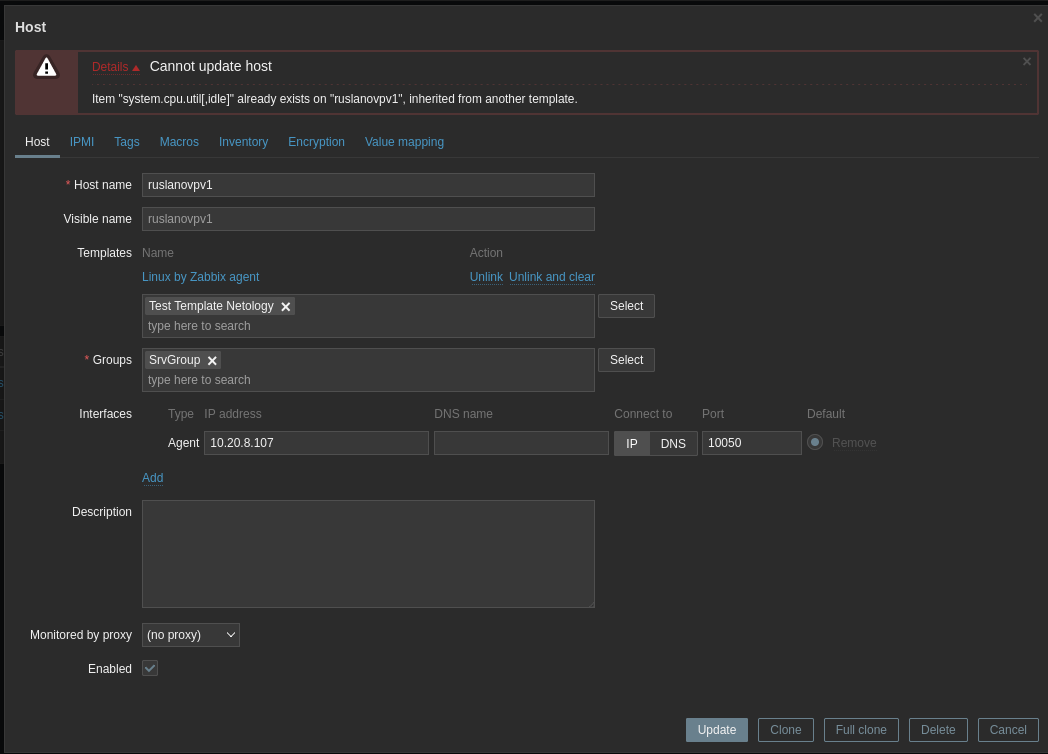 Host
Details Cannot update host
Item "system.cpu.util[,idle]" already exists on "ruslanovpv1", inherited from another template.
Host IPMI Tags Macros Inventory Encryption Value mapping
* Host name ruslanovpv1
Visible name ruslanovpv1
Templates Name Action
Linux by Zabbix agent Unlink Unlink and clear
Test Template Netology Select
type here to search
* Groups SrvGroup Select
type here to search
Interfaces Type IP address DNS name Connect to Port Default
Agent 10.20.8.107 IP DNS 10050 Remove
Add
Description
Monitored by proxy (no proxy)
Enabled
Update Clone Full clone Delete Cancel